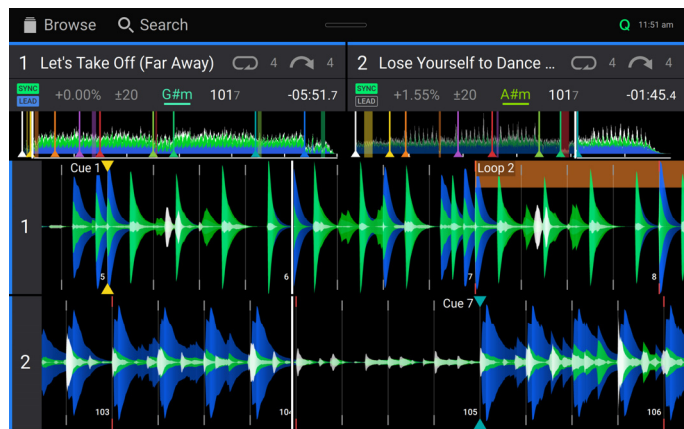 Browse Search Q 11:51 am
1 Let's Take Off (Far Away) 4 4
2 Lose Yourself to Dance ... 4 4
SYNC LEAD +0.00% ±20 G#m 1017 -05:51.7
SYNC LEAD +1.55% ±20 A#m 1017 -01:45.4
Cue 1 Loop 2
1
5 6 7 8
Cue 7
2
103 104 105 106